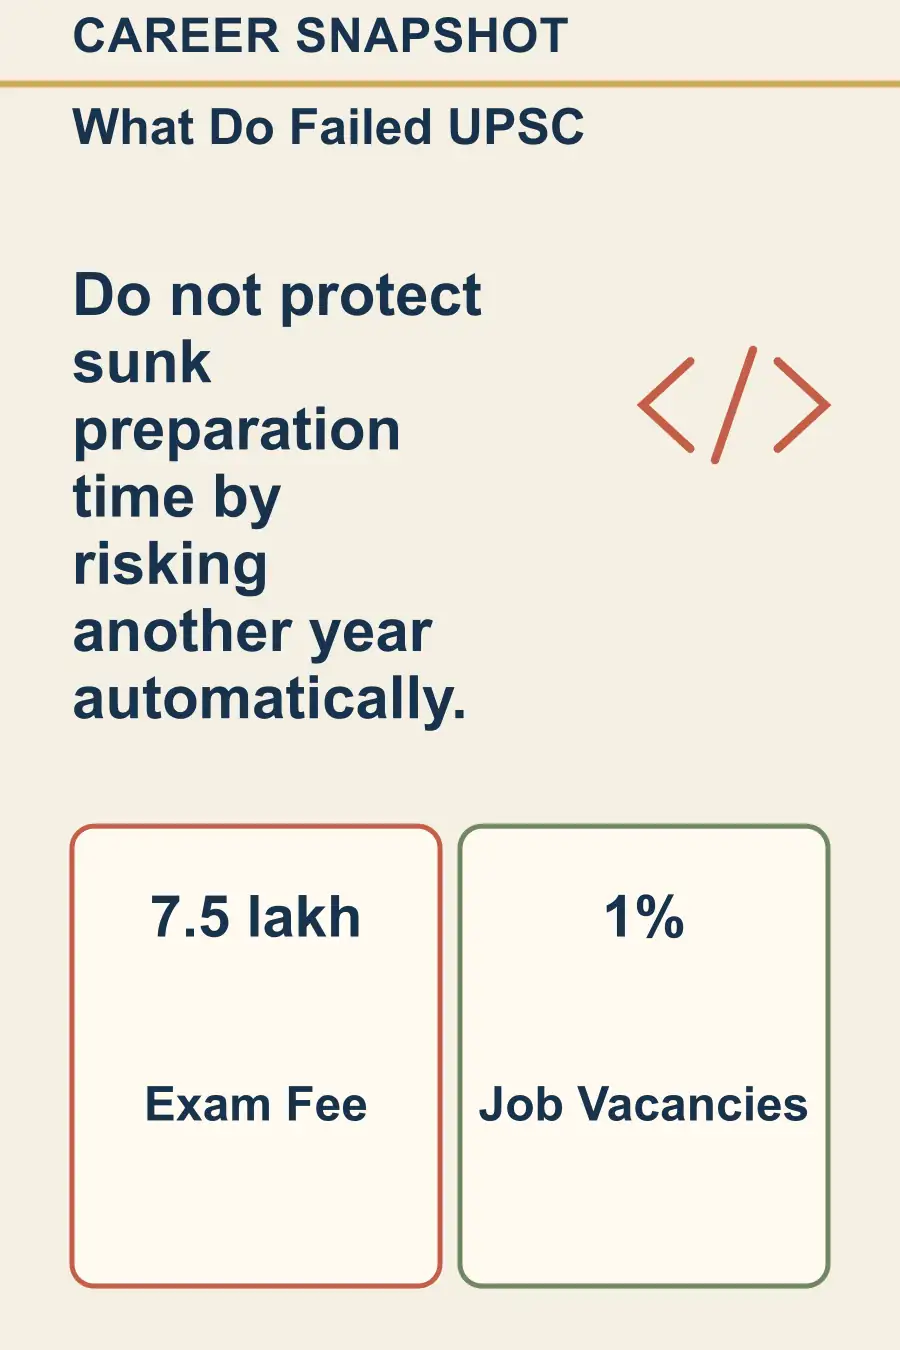 CAREER SNAPSHOT
What Do Failed UPSC
Do not protect
sunk
preparation
time by
risking
another year
automatically.
</>
7.5 lakh
Exam Fee
1%
Job Vacancies